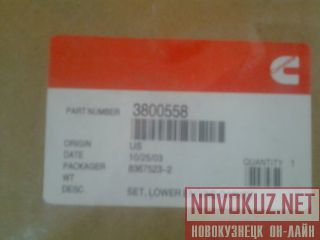 PART NUMBER 3800558
ORIGIN US
DATE 10/25/03
PACKAGER 8367523-2 QUANTITY 1
WT
DESC SET, LOWER
NOVOKUZ.NET
НОВОКУЗНЕЦК ОН-ЛАЙН